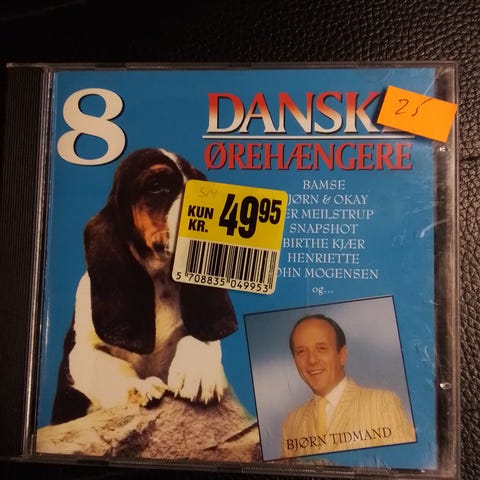 8
DANSKE
25
ØREHÆNGERE
BAMSE
JØRN & OKAY
ER MEILSTRUP
SNAPSHOT
BIRTHE KJÆR
HENRIETTE
OHN MOGENSEN
og...
KUN
KR. 49.95
5 708835 049953
BJØRN TIDMAND